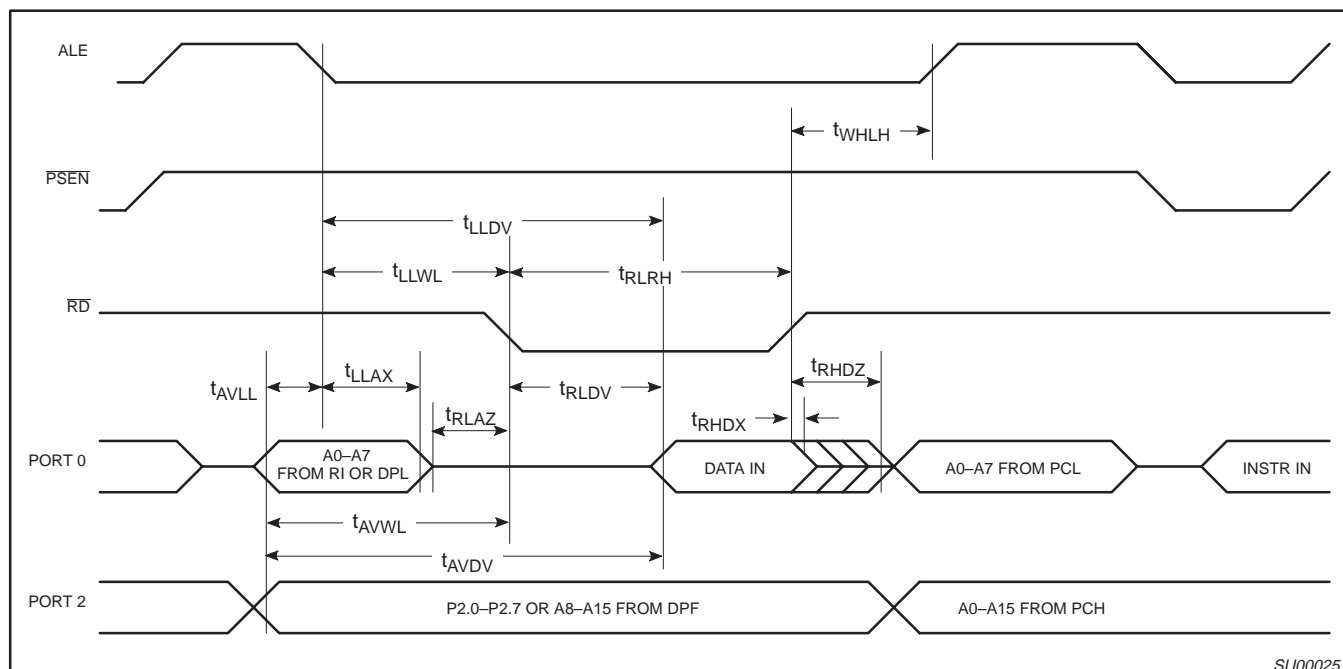 ALE
tWHLH
PSEN
tLLDV
tLLWL
tRLRH
RD
tLLAX
tAVLL
tRLDV
tRHDZ
tRLAZ
tRHDX
PORT 0
A0–A7
FROM RI OR DPL
DATA IN
A0–A7 FROM PCL
INSTR IN
tAVWL
tAVDV
PORT 2
P2.0–P2.7 OR A8–A15 FROM DPF
A0–A15 FROM PCH
SU00025